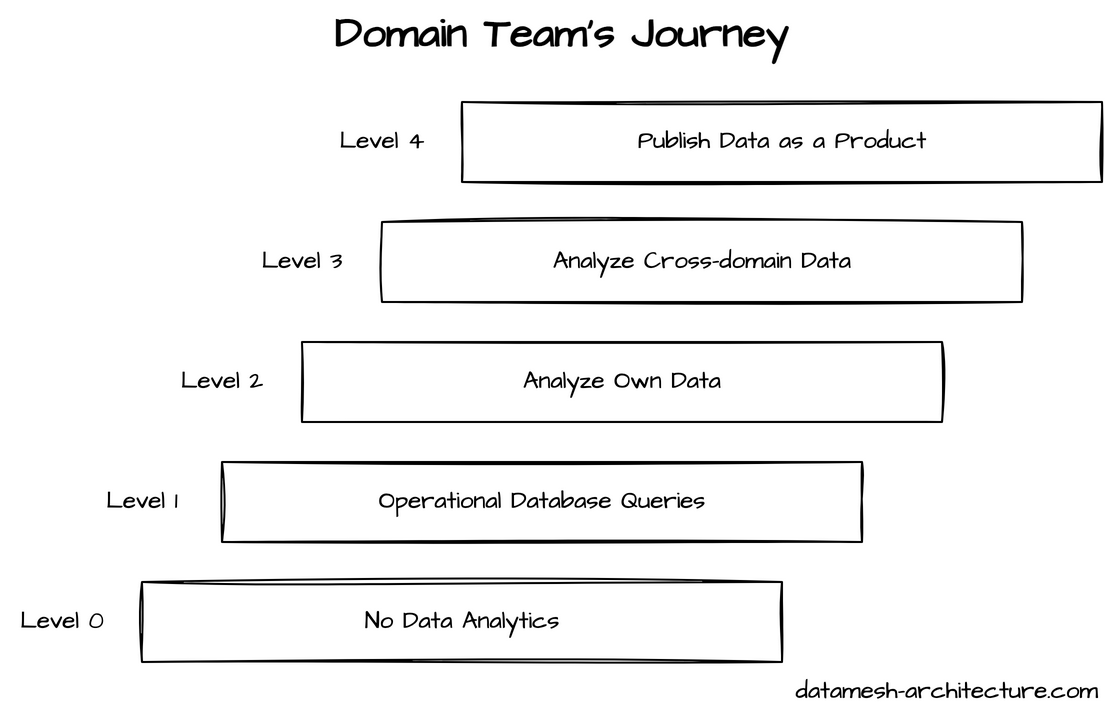 Domain Team's Journey
Level 4
Publish Data as a Product
Level 3
Analyze Cross-domain Data
Level 2
Analyze Own Data
Level 1
Operational Database Queries
Level 0
No Data Analytics
datamesh-architecture.com